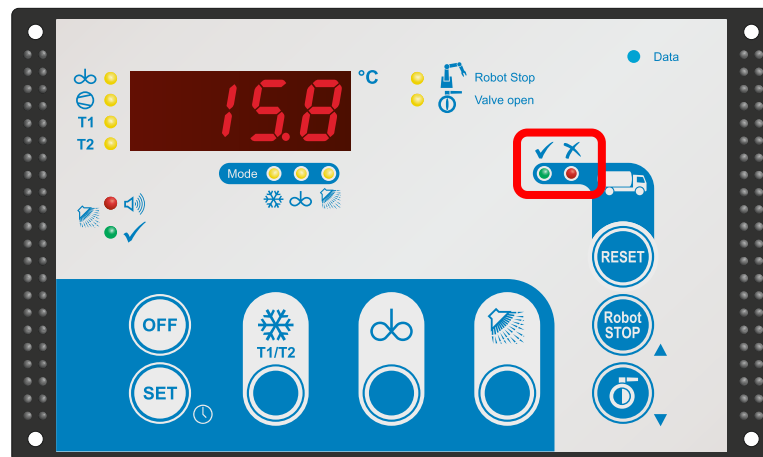 Data
°C
Robot Stop
Valve open
T1
T2
15.8
Mode
RESET
OFF
T1/T2
Robot
STOP
SET